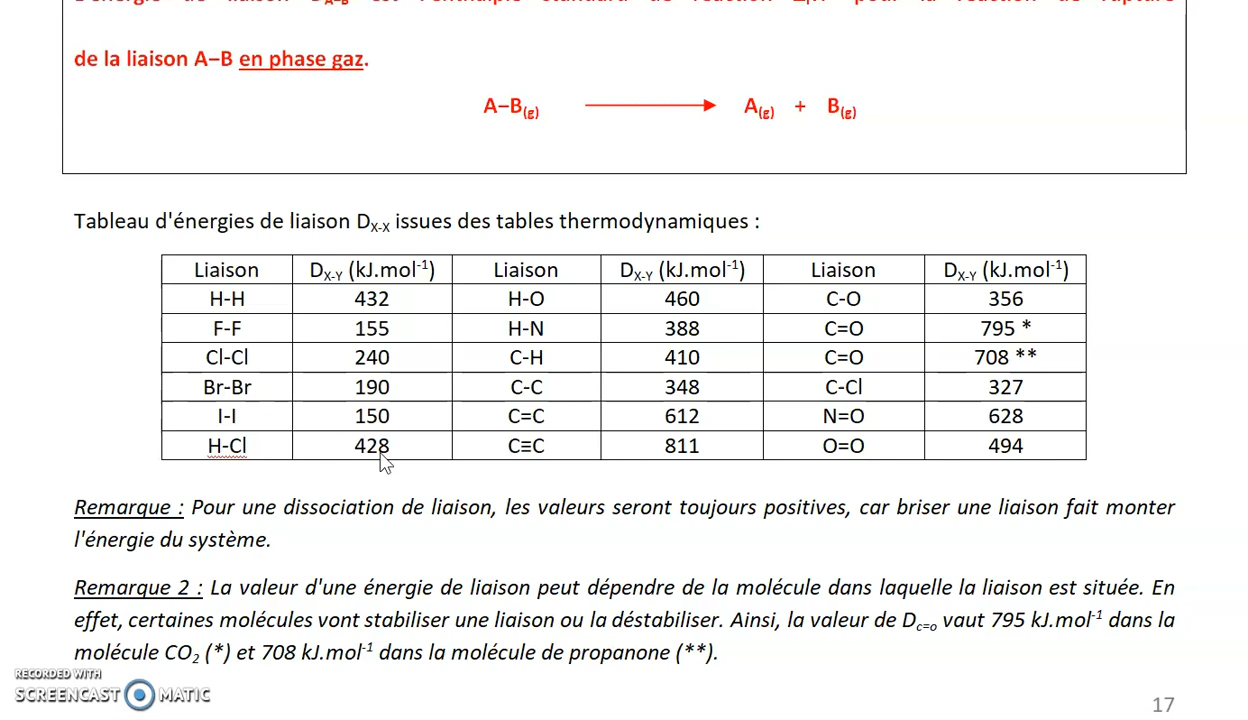 de la liaison A–B en phase gaz.
A–B(g) → A(g) + B(g)
Tableau d'énergies de liaison DX-X issues des tables thermodynamiques :
Liaison DX-Y (kJ.mol-1) Liaison DX-Y (kJ.mol-1) Liaison DX-Y (kJ.mol-1)
H-H 432 H-O 460 C-O 356
F-F 155 H-N 388 C=O 795 *
Cl-Cl 240 C-H 410 C=O 708 **
Br-Br 190 C-C 348 C-Cl 327
I-I 150 C=C 612 N=O 628
H-Cl 428 C≡C 811 O=O 494
Remarque : Pour une dissociation de liaison, les valeurs seront toujours positives, car briser une liaison fait monter
l'énergie du système.
Remarque 2 : La valeur d'une énergie de liaison peut dépendre de la molécule dans laquelle la liaison est située. En
effet, certaines molécules vont stabiliser une liaison ou la déstabiliser. Ainsi, la valeur de Dc=o vaut 795 kJ.mol-1 dans la
molécule CO2 (*) et 708 kJ.mol-1 dans la molécule de propanone (**).
RECORDED WITH
SCREENCAST MATIC
17